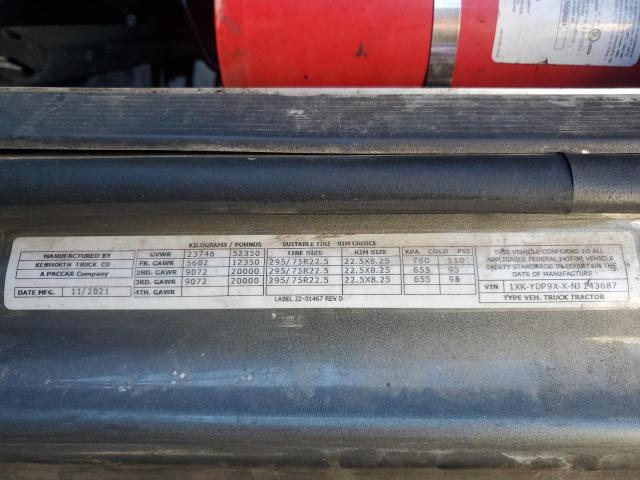 KILOGRAMS / POUNDS SUITABLE TIRE - RIM CHOICE
MANUFACTURED BY GVWR 23746 52350 TIRE SIZE RIM SIZE KPA COLD PSI
KENWORTH TRUCK CO FR. GAWR 5602 12350 295/75R22.5 22.5X8.25 760 110
A PACCAR Company 2ND. GAWR 9072 20000 295/75R22.5 22.5X8.25 655 95
3RD. GAWR 9072 20000 295/75R22.5 22.5X8.25 655 95
DATE MFG. 11/2021 4TH. GAWR
LABEL 22-01467 REV D
THIS VEHICLE CONFORMS TO ALL
APPLICABLE FEDERAL MOTOR VEHICLE
SAFETY STANDARDS IN EFFECT ON THE
DATE OF MANUFACTURE
VIN 1XK-YDP9X-X-NJ143687
TYPE VEH. TRUCK TRACTOR